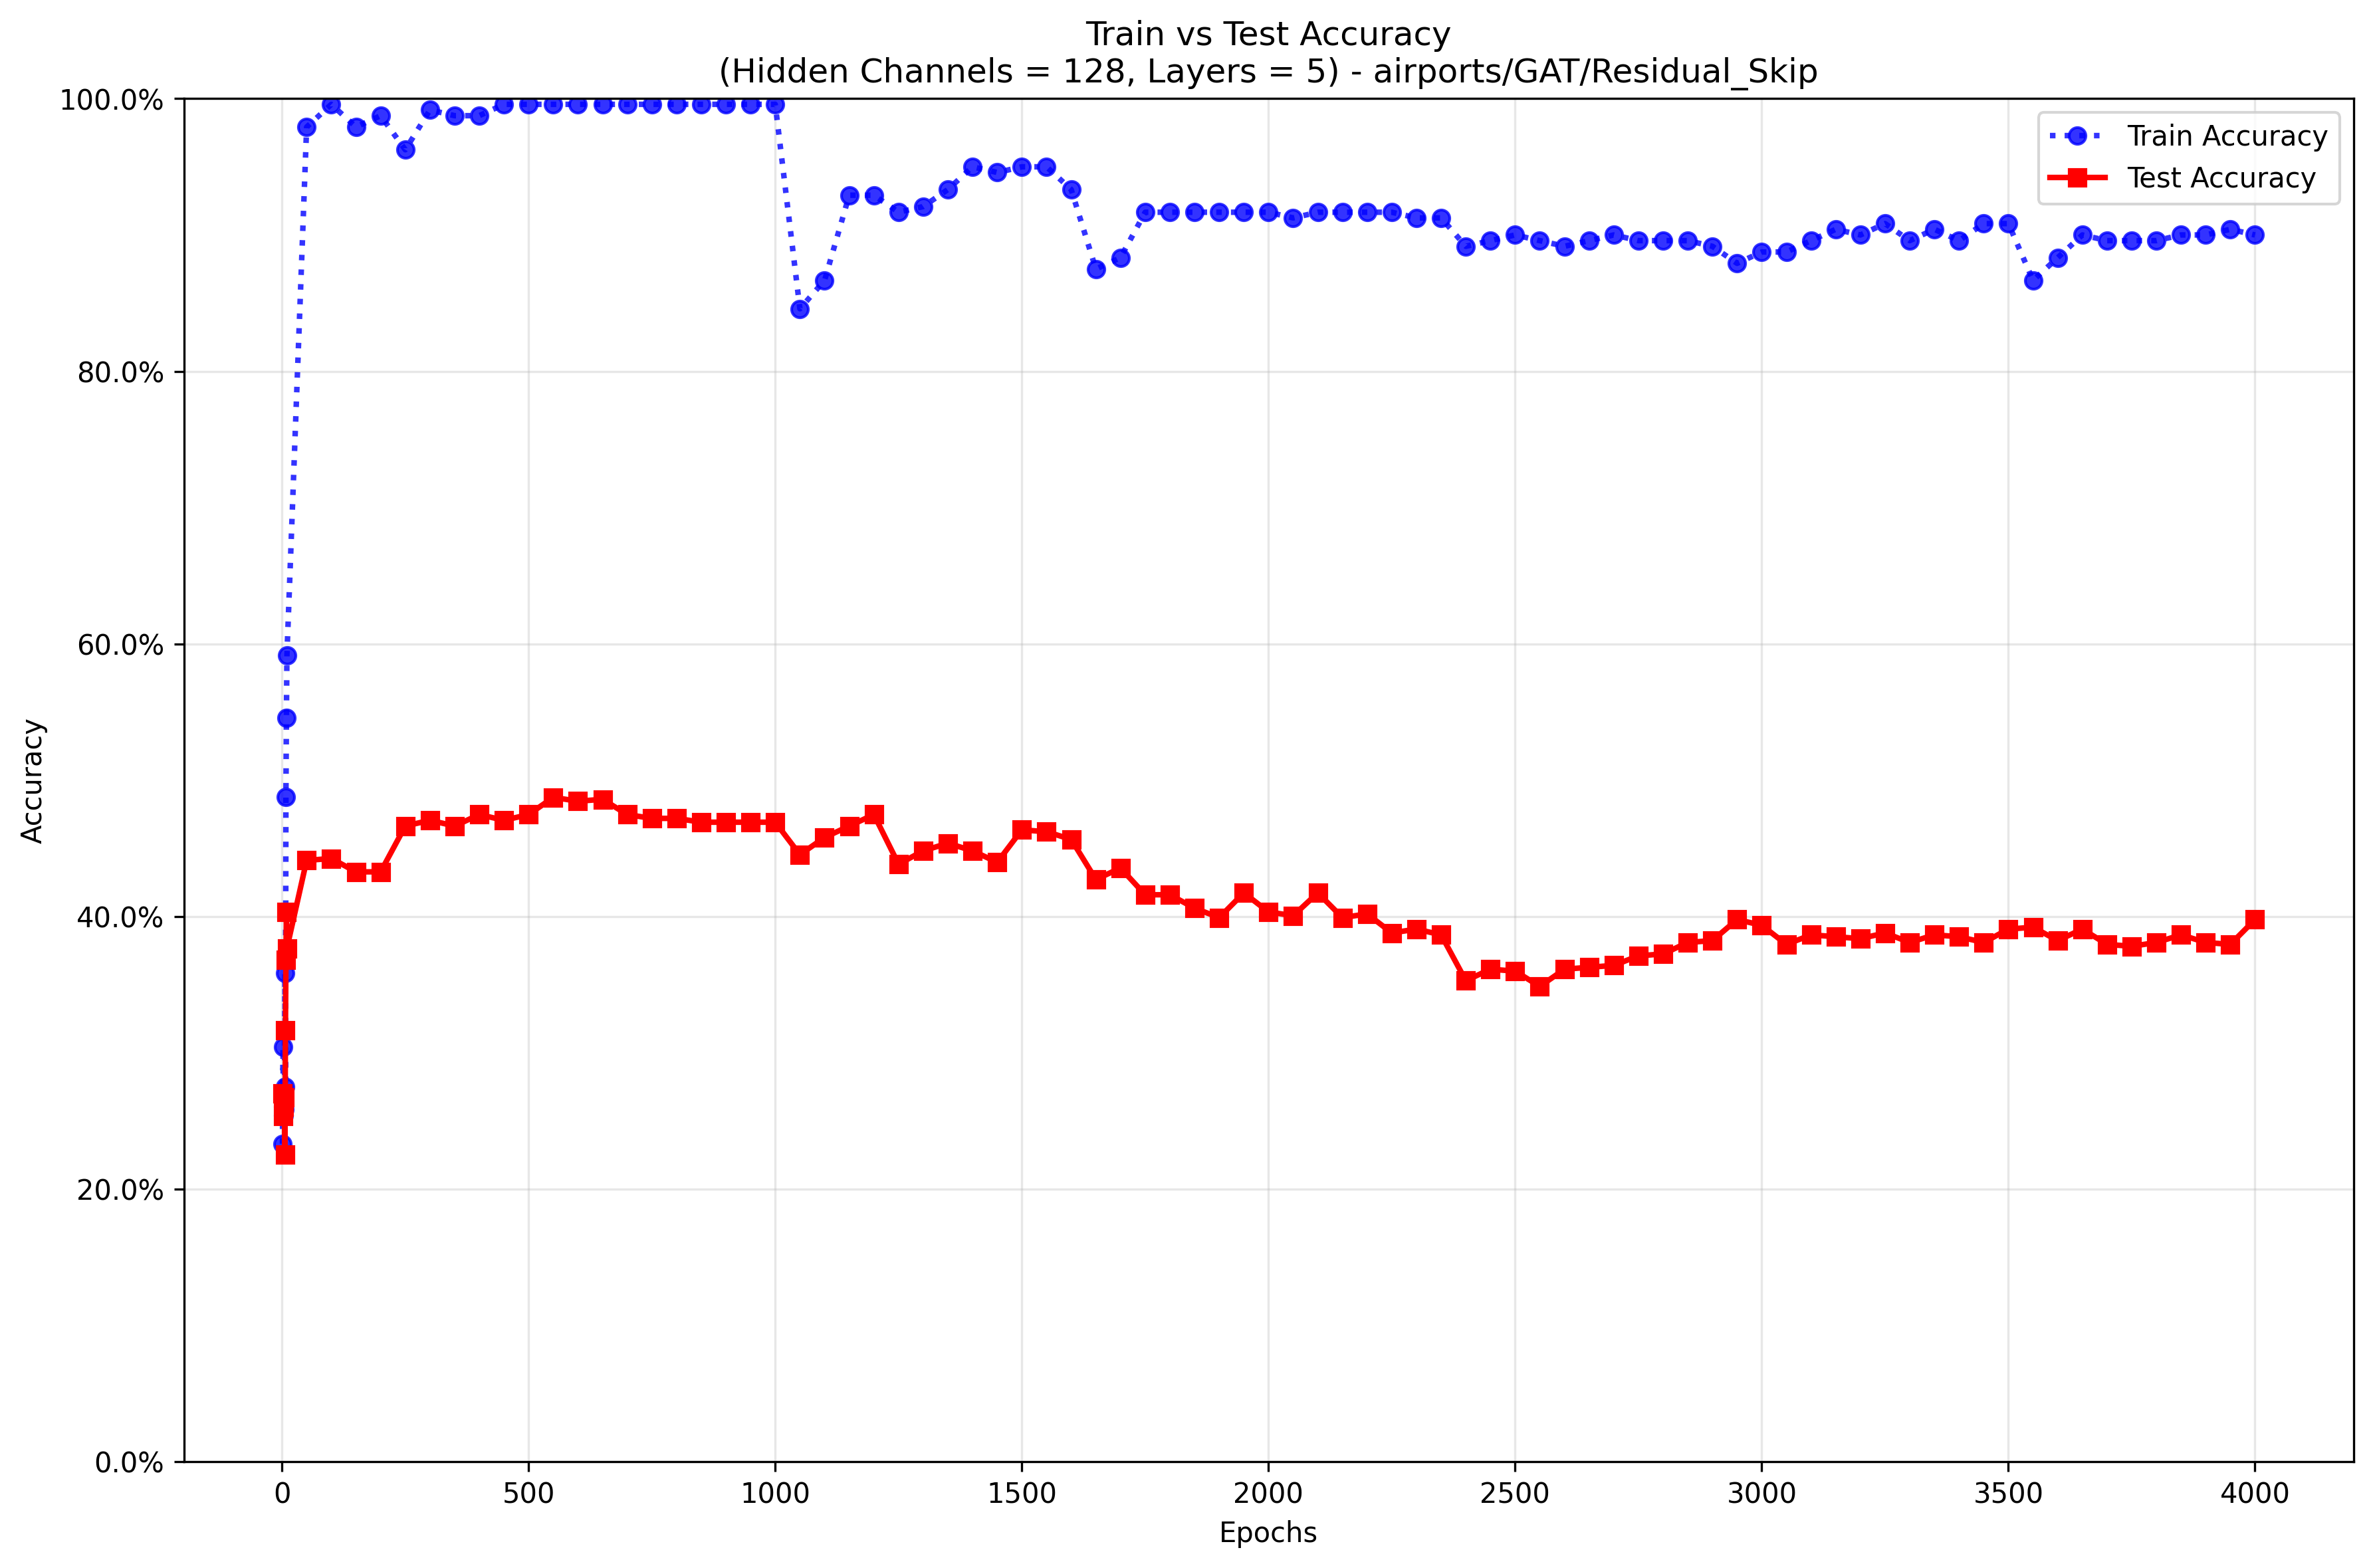 Train vs Test Accuracy
(Hidden Channels = 128, Layers = 5) - airports/GAT/Residual_Skip
100.0%
80.0%
60.0%
40.0%
20.0%
0.0%
Accuracy
Train Accuracy
Test Accuracy
0 500 1000 1500 2000 2500 3000 3500 4000
Epochs